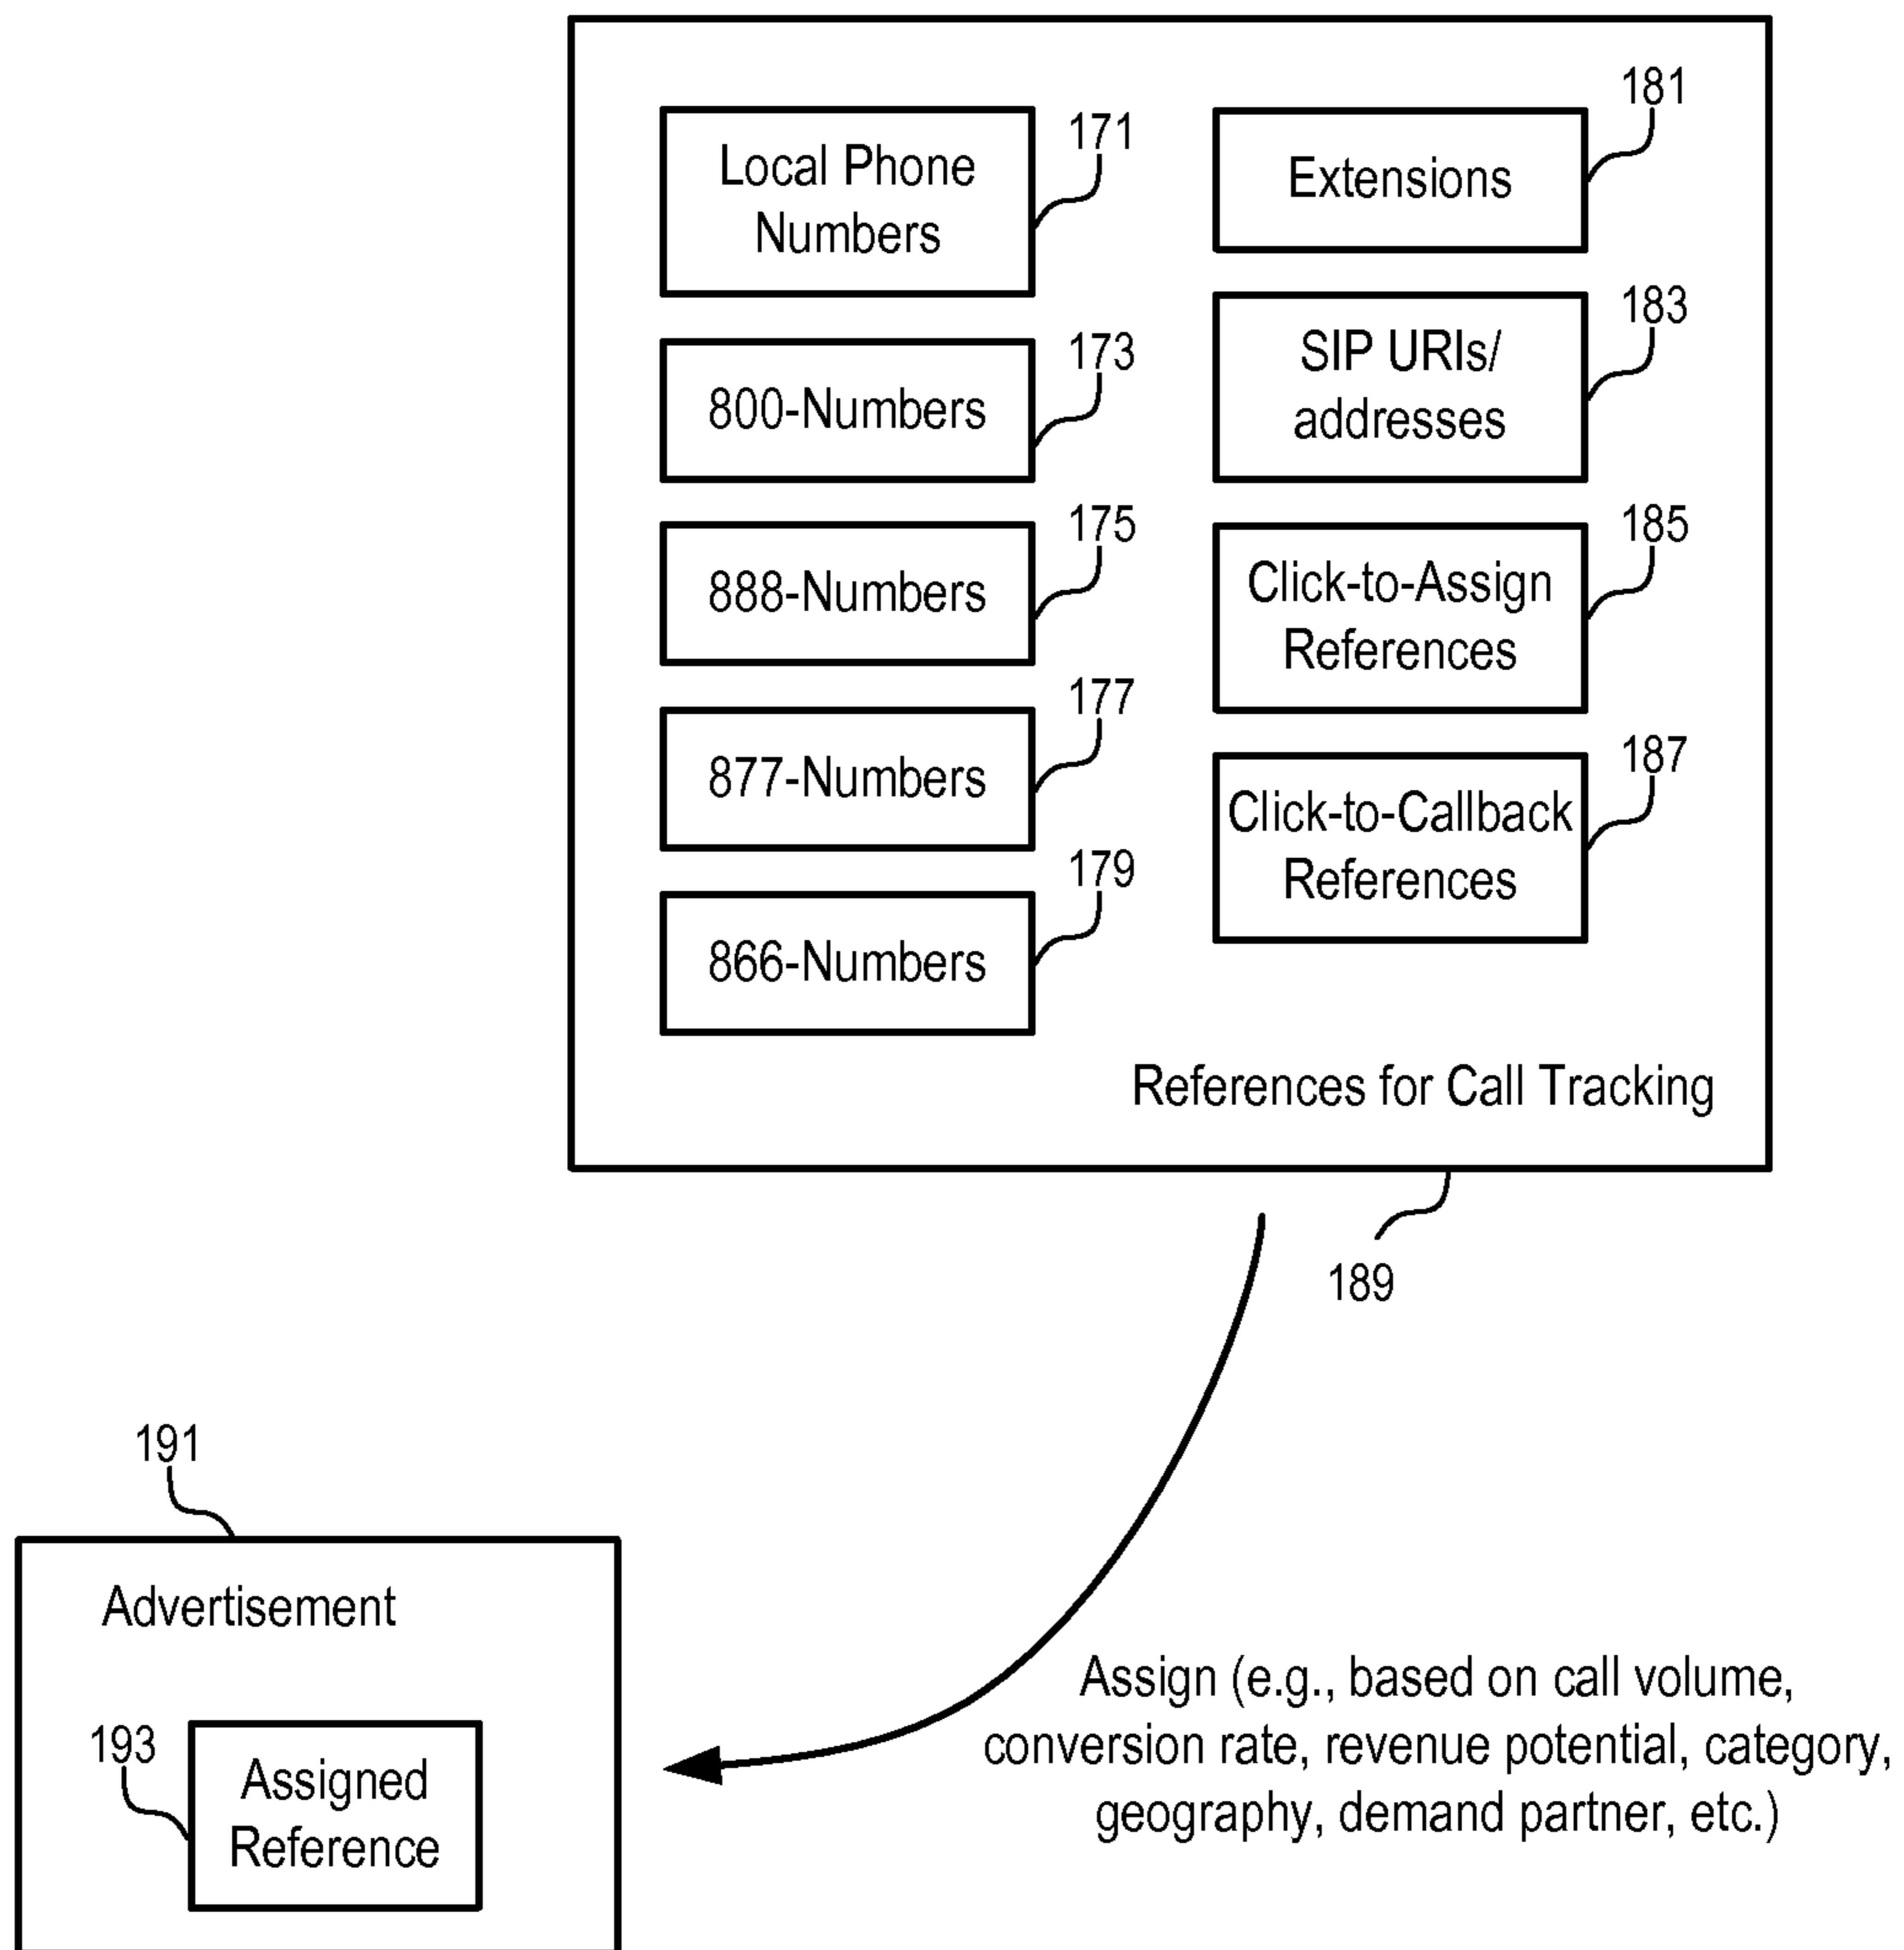 Local Phone
Numbers
171
800-Numbers
173
888-Numbers
175
877-Numbers
177
866-Numbers
179
Extensions
181
SIP URIs/
addresses
183
Click-to-Assign
References
185
Click-to-Callback
References
187
References for Call Tracking
189
191
Advertisement
193
Assigned
Reference
Assign (e.g., based on call volume,
conversion rate, revenue potential, category,
geography, demand partner, etc.)